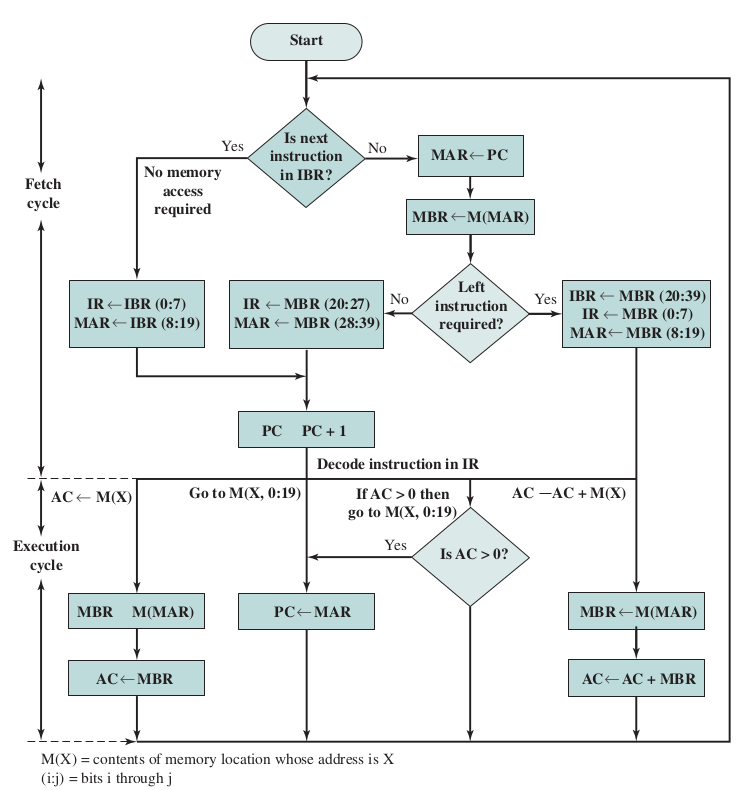 Start
Is next
instruction
in IBR?
Yes
No
No memory
access
required
MAR←PC
MBR←M(MAR)
Fetch
cycle
Left
instruction
required?
No
Yes
IR←IBR (0:7)
MAR←IBR (8:19)
IR←MBR (20:27)
MAR←MBR (28:39)
IBR←MBR (20:39)
IR←MBR (0:7)
MAR←MBR (8:19)
PC PC + 1
Decode instruction in IR
AC←M(X)
Go to M(X, 0:19)
If AC > 0 then
go to M(X, 0:19)
AC —AC + M(X)
Execution
cycle
Yes
Is AC > 0?
MBR M(MAR)
PC←MAR
MBR←M(MAR)
AC←MBR
AC←AC + MBR
M(X) = contents of memory location whose address is X
(i:j) = bits i through j